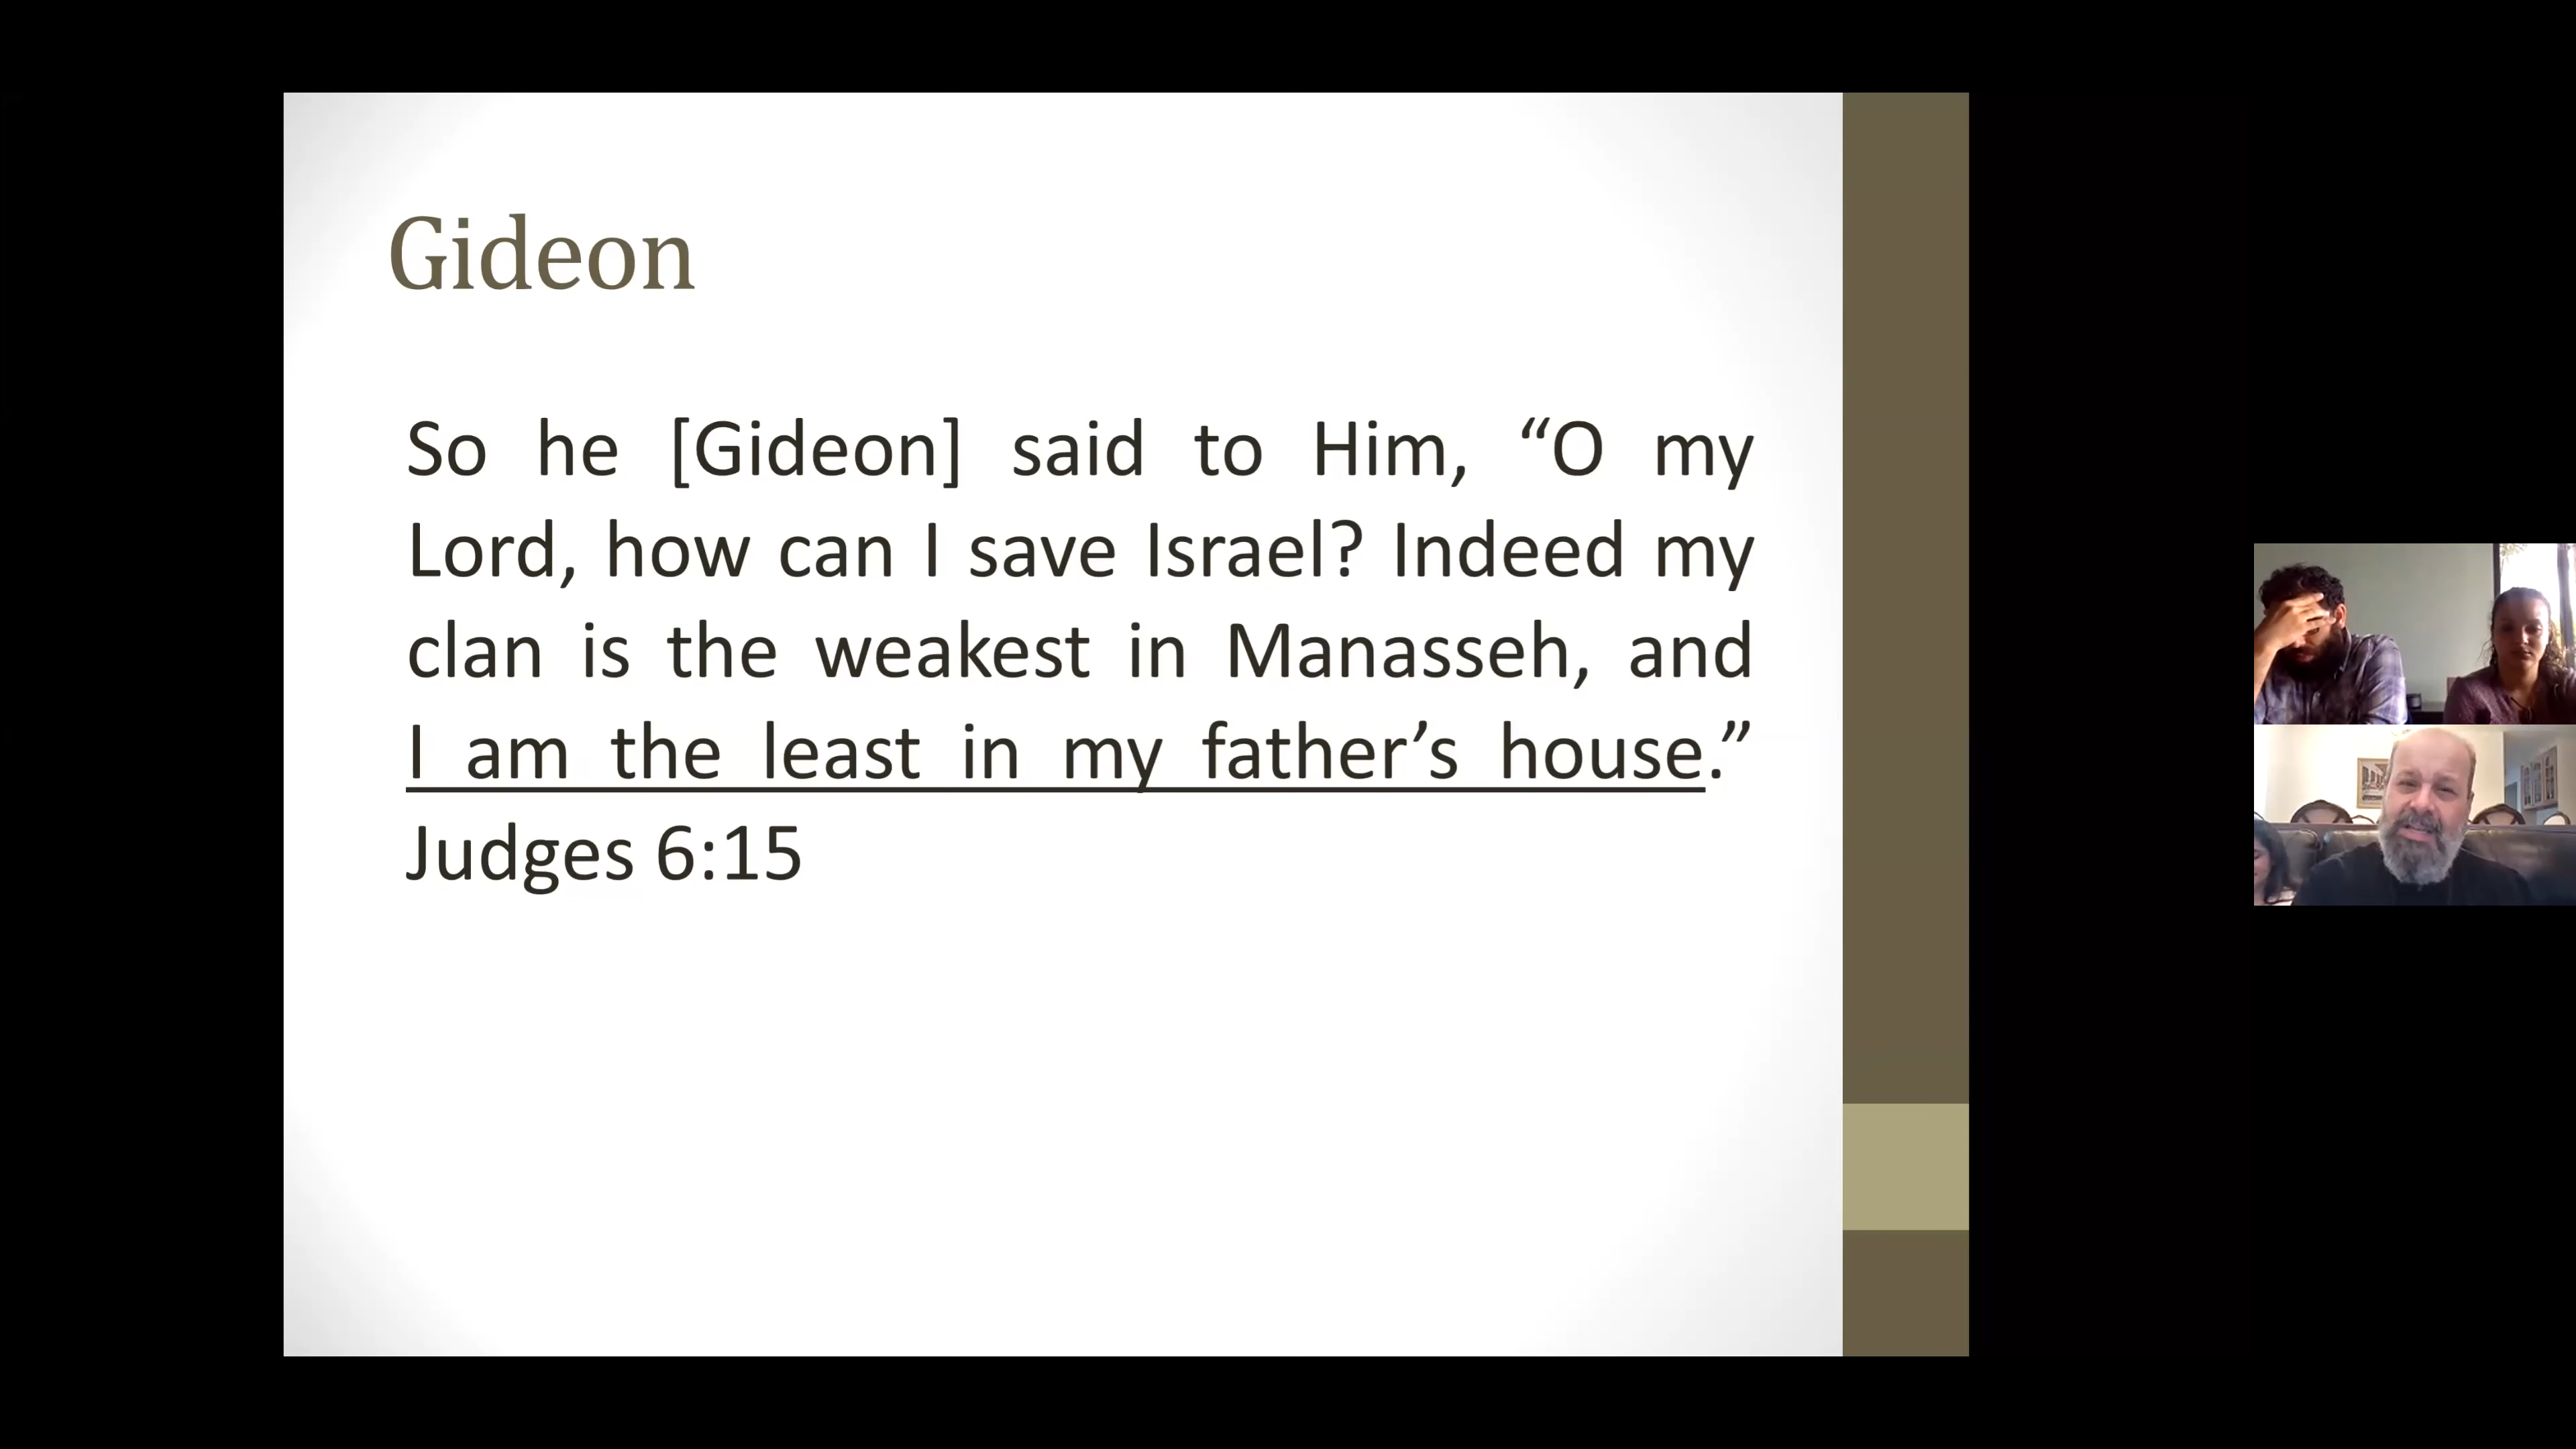 Gideon
So he [Gideon] said to Him, “O my
Lord, how can I save Israel? Indeed my
clan is the weakest in Manasseh, and
I am the least in my father’s house.”
Judges 6:15